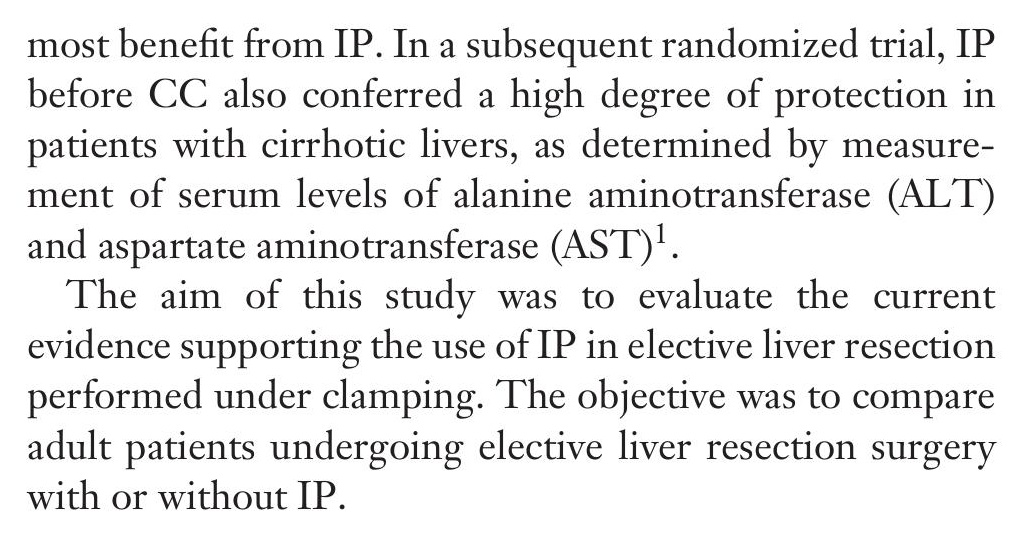 most benefit from IP. In a subsequent randomized trial, IP
before CC also conferred a high degree of protection in
patients with cirrhotic livers, as determined by measure-
ment of serum levels of alanine aminotransferase (ALT)
and aspartate aminotransferase (AST)¹.
The aim of this study was to evaluate the current
evidence supporting the use of IP in elective liver resection
performed under clamping. The objective was to compare
adult patients undergoing elective liver resection surgery
with or without IP.